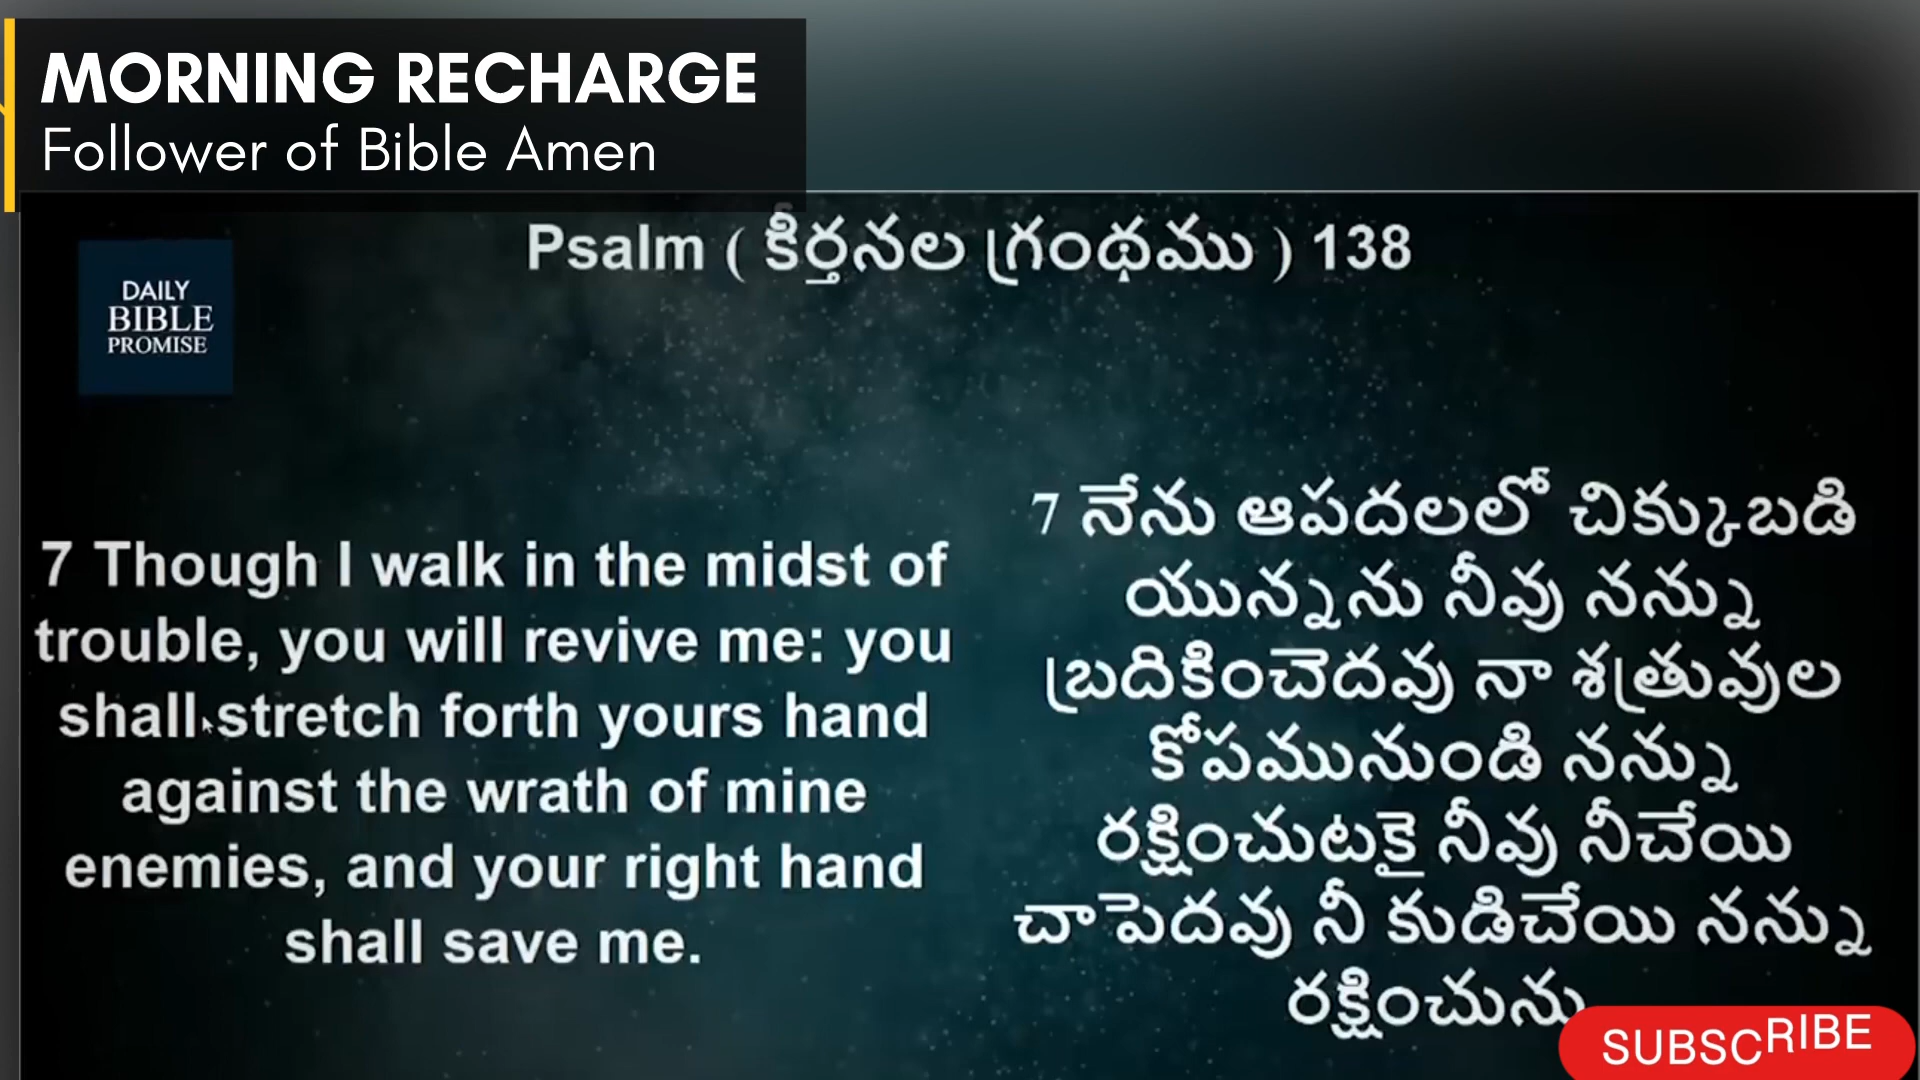 MORNING RECHARGE
Follower of Bible Amen
Psalm ( కీర్తనల గ్రంథము ) 138
DAILY
BIBLE
PROMISE
7 Though I walk in the midst of
trouble, you will revive me: you
shall stretch forth yours hand
against the wrath of mine
enemies, and your right hand
shall save me.
7 నేను ఆపదలలో చిక్కుబడి
యున్నను నీవు నన్ను
బ్రదికించెదవు నా శత్రువుల
కోపమునుండి నన్ను
రక్షించుటకై నీవు నీచేయి
చాపెదవు నీ కుడిచేయి నన్ను
రక్షించును
SUBSCRIBE